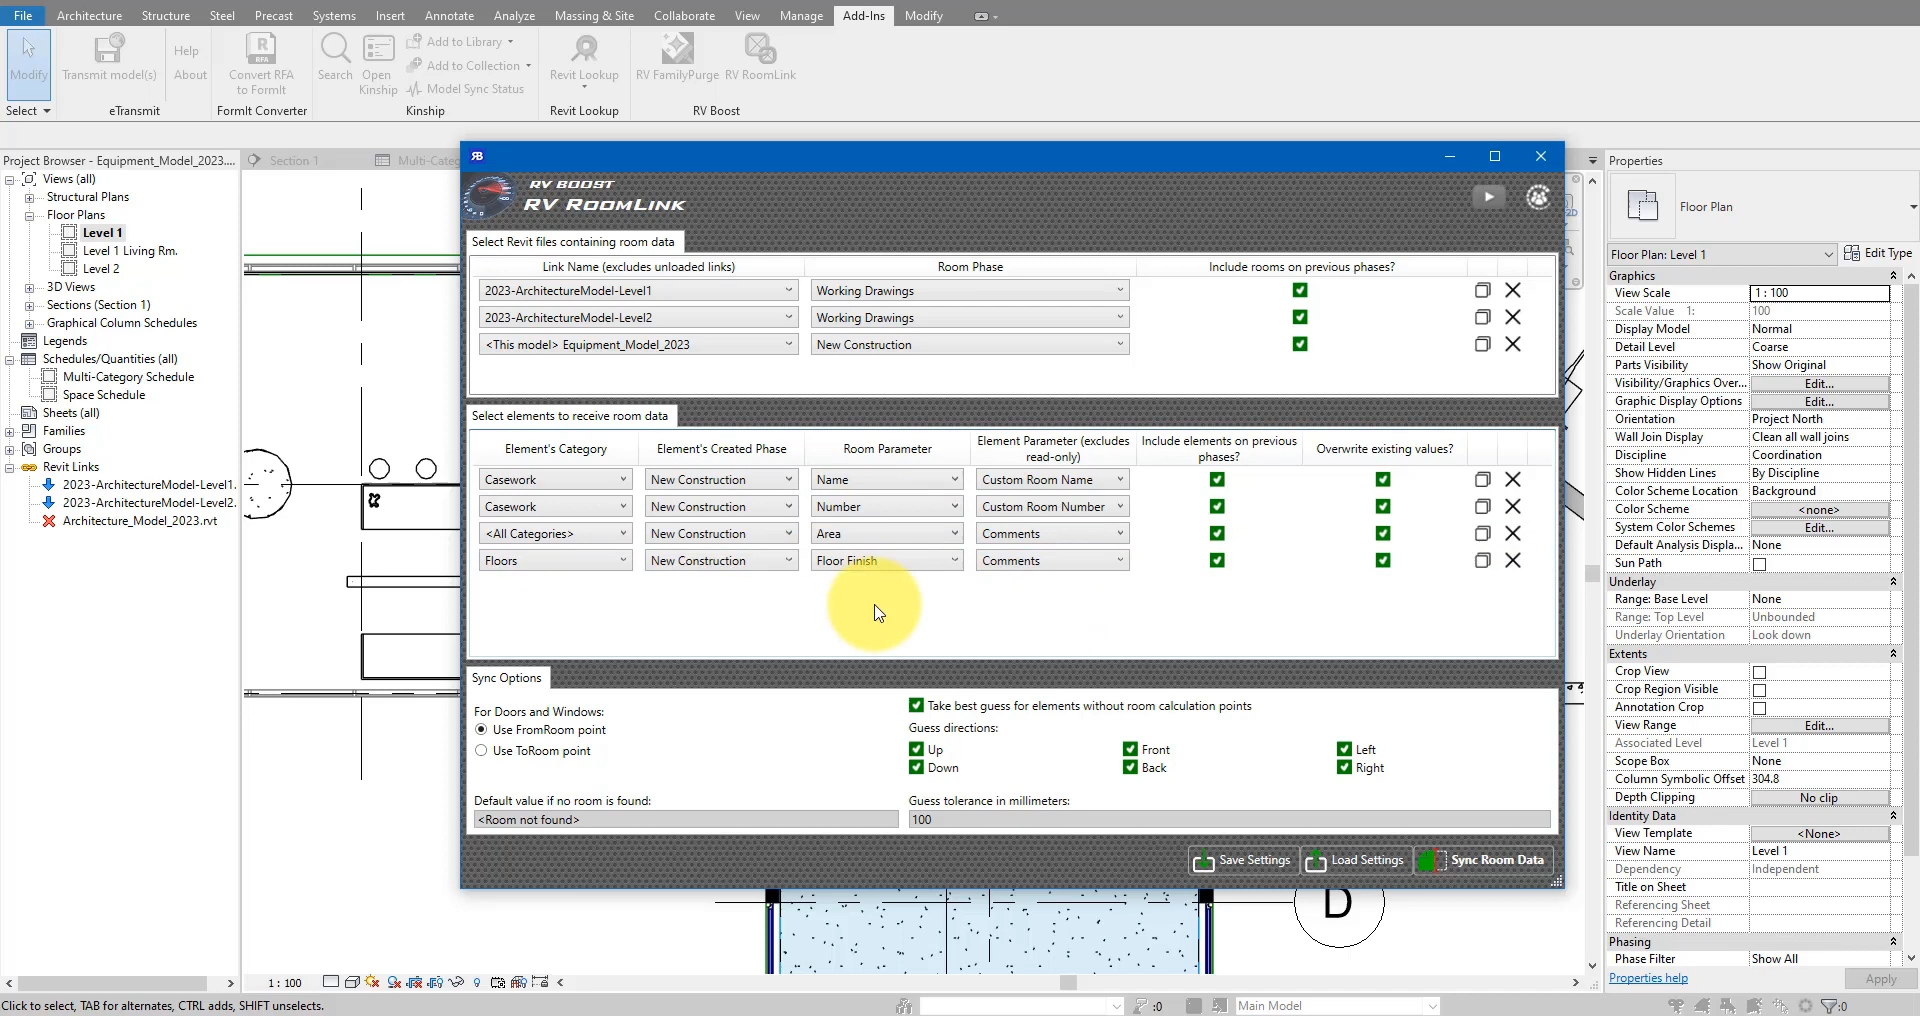 File Architecture Structure Steel Precast Systems Insert Annotate Analyze Massing & Site Collaborate View Manage Add-Ins Modify
Modify
Select
Transmit model(s)
eTransmit
Help
About
RFA
Convert RFA
to FormIt
FormIt Converter
Search
Open
Kinship
Add to Library
Add to Collection
Model Sync Status
Kinship
Revit Lookup
Revit Lookup
RV FamilyPurge
RV RoomLink
RV Boost
Project Browser - Equipment_Model_2023....
Views (all)
Structural Plans
Floor Plans
Level 1
Level 1 Living Rm.
Level 2
3D Views
Sections (Section 1)
Graphical Column Schedules
Legends
Schedules/Quantities (all)
Multi-Category Schedule
Space Schedule
Sheets (all)
Families
Groups
Revit Links
2023-ArchitectureModel-Level1.
2023-ArchitectureModel-Level2.
Architecture_Model_2023.rvt
Section 1
Multi-Categ
RB
RV BOOST
RV ROOMLINK
Select Revit files containing room data
Link Name (excludes unloaded links) Room Phase Include rooms on previous phases?
2023-ArchitectureModel-Level1 Working Drawings
2023-ArchitectureModel-Level2 Working Drawings
<This model> Equipment_Model_2023 New Construction
Select elements to receive room data
Element's Category Element's Created Phase Room Parameter Element Parameter (excludes read-only) Include elements on previous phases? Overwrite existing values?
Casework New Construction Name Custom Room Name
Casework New Construction Number Custom Room Number
<All Categories> New Construction Area Comments
Floors New Construction Floor Finish Comments
Sync Options
For Doors and Windows:
Use FromRoom point
Use ToRoom point
Take best guess for elements without room calculation points
Guess directions:
Up Front Left
Down Back Right
Default value if no room is found:
<Room not found>
Guess tolerance in millimeters:
100
Save Settings Load Settings Sync Room Data
D
Properties
Floor Plan
Floor Plan: Level 1 Edit Type
Graphics
View Scale 1 : 100
Scale Value 1: 100
Display Model Normal
Detail Level Coarse
Parts Visibility Show Original
Visibility/Graphics Over... Edit...
Graphic Display Options Edit...
Orientation Project North
Wall Join Display Clean all wall joins
Discipline Coordination
Show Hidden Lines By Discipline
Color Scheme Location Background
Color Scheme <none>
System Color Schemes Edit...
Default Analysis Displa... None
Sun Path
Underlay
Range: Base Level None
Range: Top Level Unbounded
Underlay Orientation Look down
Extents
Crop View
Crop Region Visible
Annotation Crop
View Range Edit...
Associated Level Level 1
Scope Box None
Column Symbolic Offset 304.8
Depth Clipping No clip
Identity Data
View Template <None>
View Name Level 1
Dependency Independent
Title on Sheet
Referencing Sheet
Referencing Detail
Phasing
Phase Filter Show All
Properties help Apply
1 : 100
Click to select, TAB for alternates, CTRL adds, SHIFT unselects.
:0
Main Model
:0